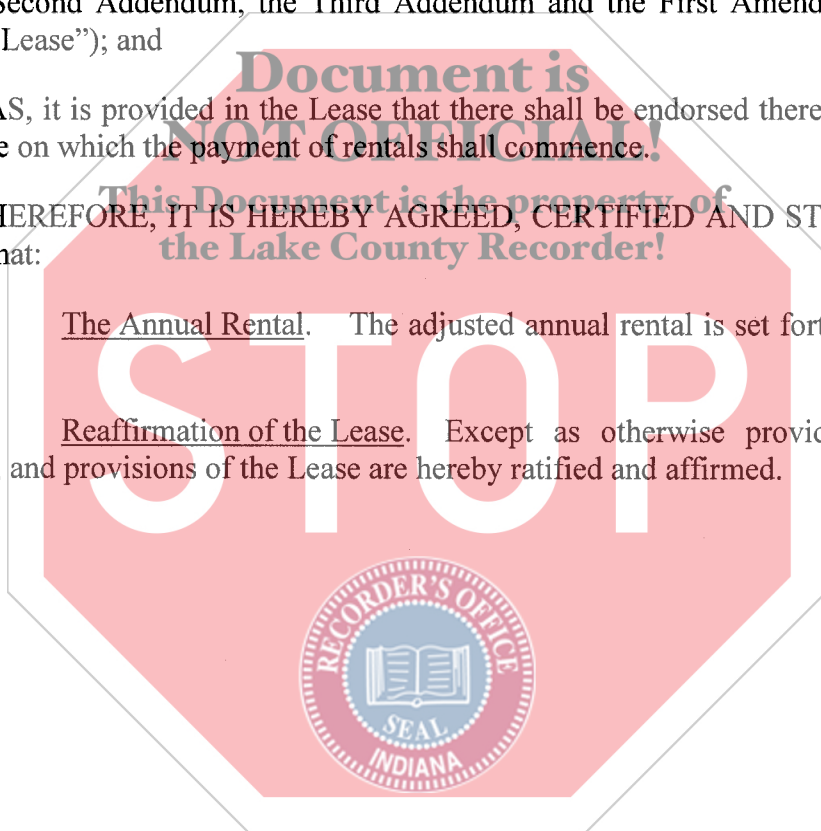 Second Addendum, the Third Addendum and the First Amend
Lease"); and
Document is
AS, it is provided in the Lease that there shall be endorsed there
NOT OFFICIAL!
e on which the payment of rentals shall commence.
This Document is the property of
HEREFORE, IT IS HEREBY AGREED, CERTIFIED AND ST
the Lake County Recorder!
hat:
The Annual Rental. The adjusted annual rental is set fort
STOP
Reaffirmation of the Lease. Except as otherwise provid
and provisions of the Lease are hereby ratified and affirmed.
RECORDER'S OFFICE
SEAL
INDIANA